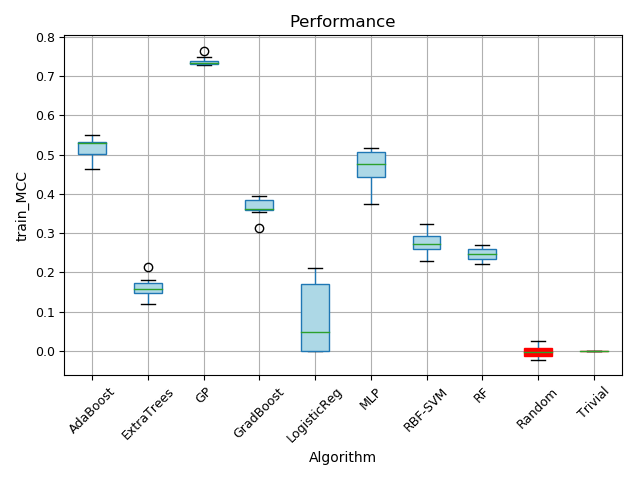 Performance
train_MCC
0.8
0.7
0.6
0.5
0.4
0.3
0.2
0.1
0.0
AdaBoost
ExtraTrees
GP
GradBoost
LogisticReg
MLP
RBF-SVM
RF
Random
Trivial
Algorithm